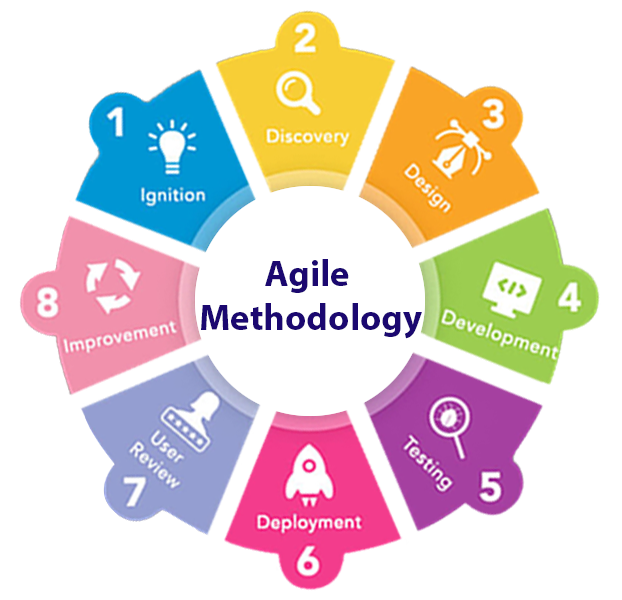 Agile
Methodology
1
Ignition
2
Discovery
3
Design
4
Development
5
Testing
6
Deployment
7
User
Review
8
Improvement